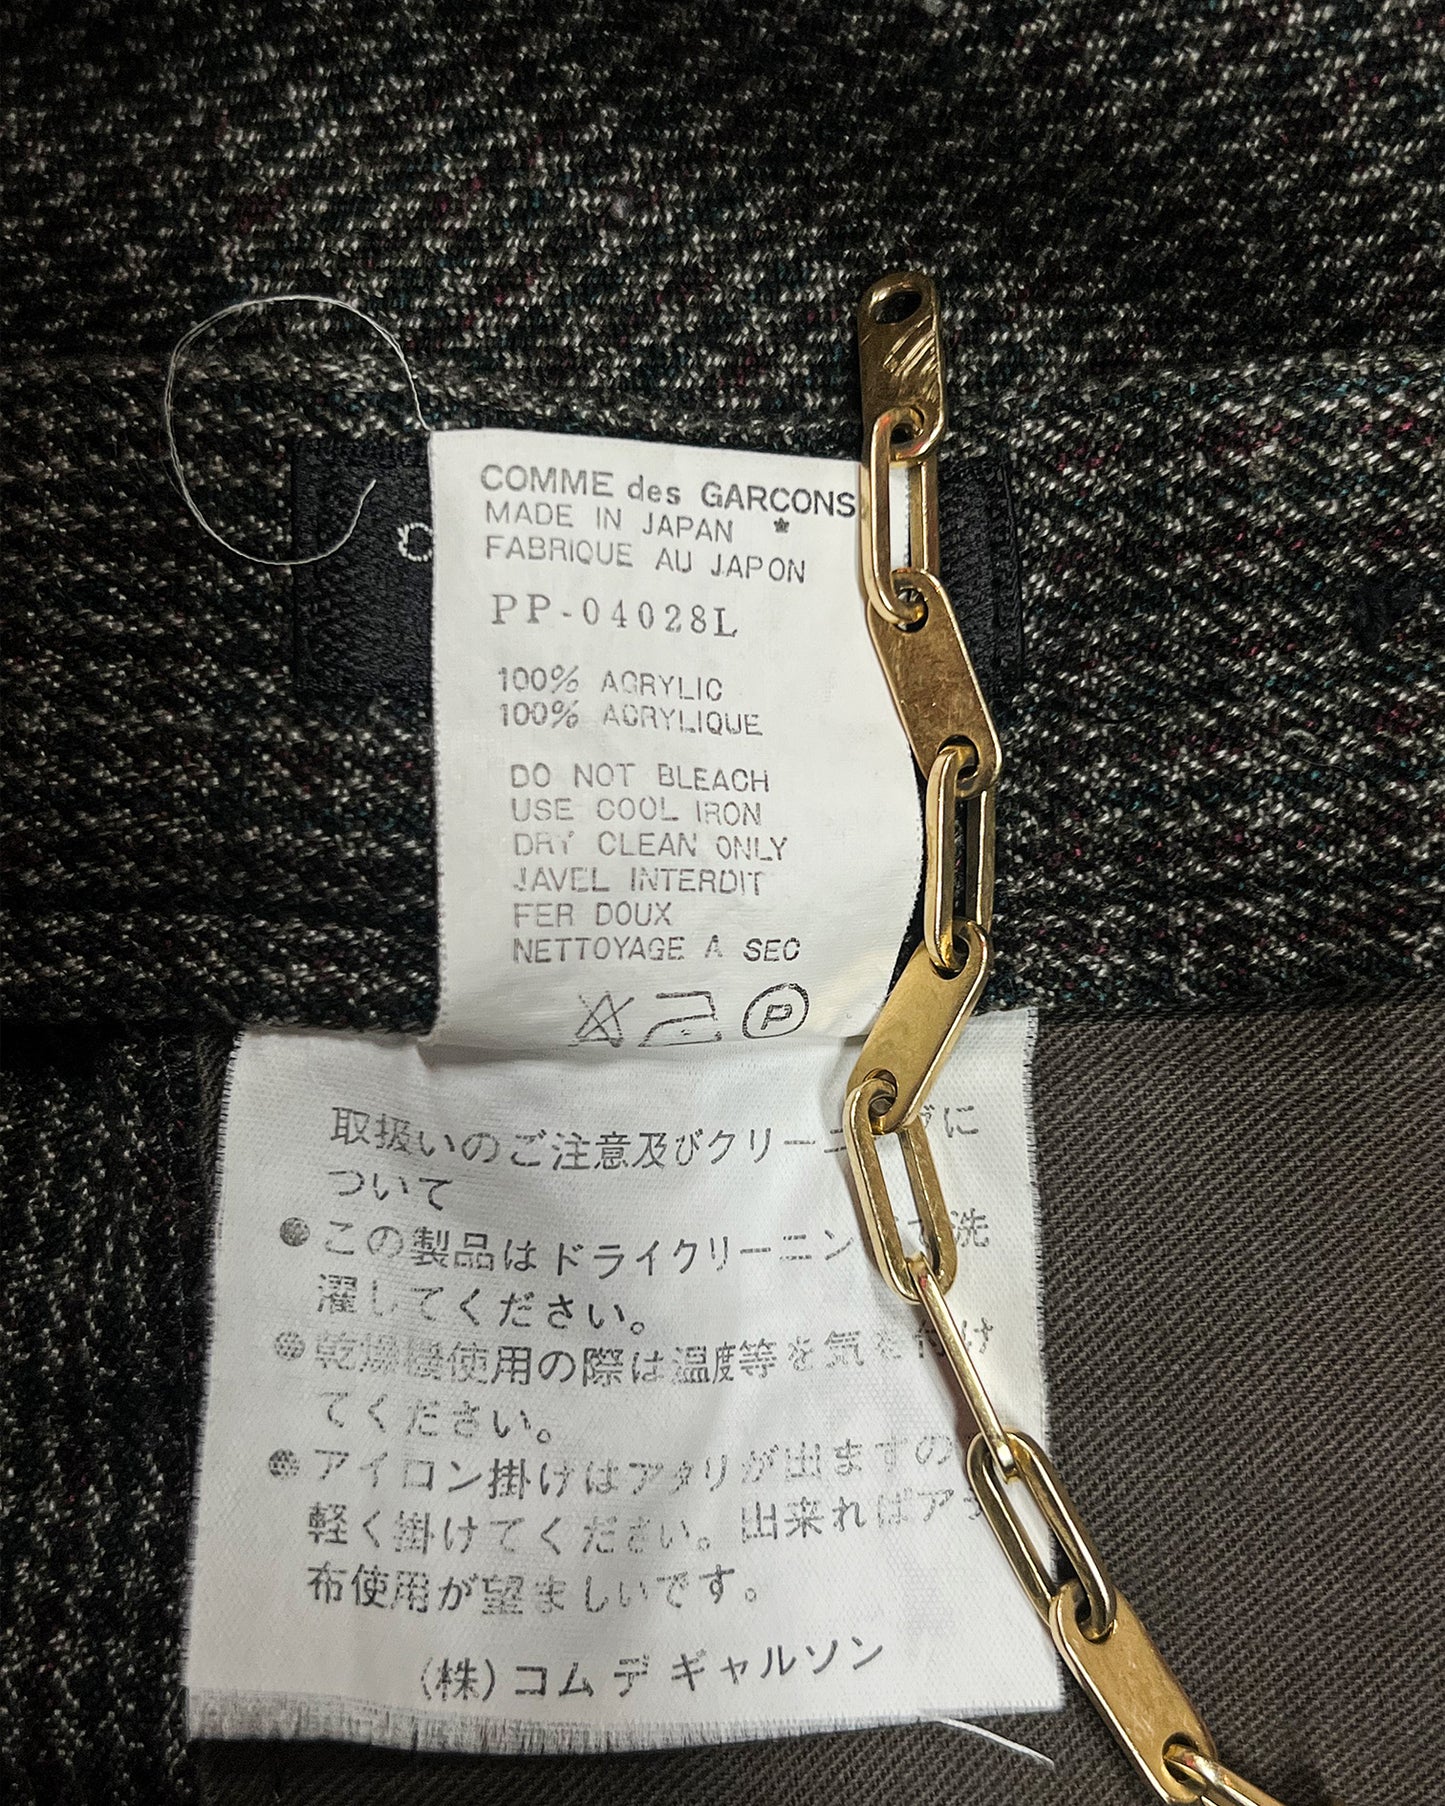 COMME des GARCONS
MADE IN JAPAN *
FABRIQUE AU JAPON
PP-04028L
100% ACRYLIC
100% ACRYLIQUE
DO NOT BLEACH
USE COOL IRON
DRY CLEAN ONLY
JAVEL INTERDIT
FER DOUX
NETTOYAGE A SEC
P
取扱いのご注意及びクリーニングに
ついて
●この製品はドライクリーニングで洗
濯してください。
●乾燥機使用の際は温度等を気を付け
てください。
●アイロン掛けはアタリが出ますの
軽く掛けてください。出来ればアテ
布使用が望ましいです。
(株)コム デ ギャルソン